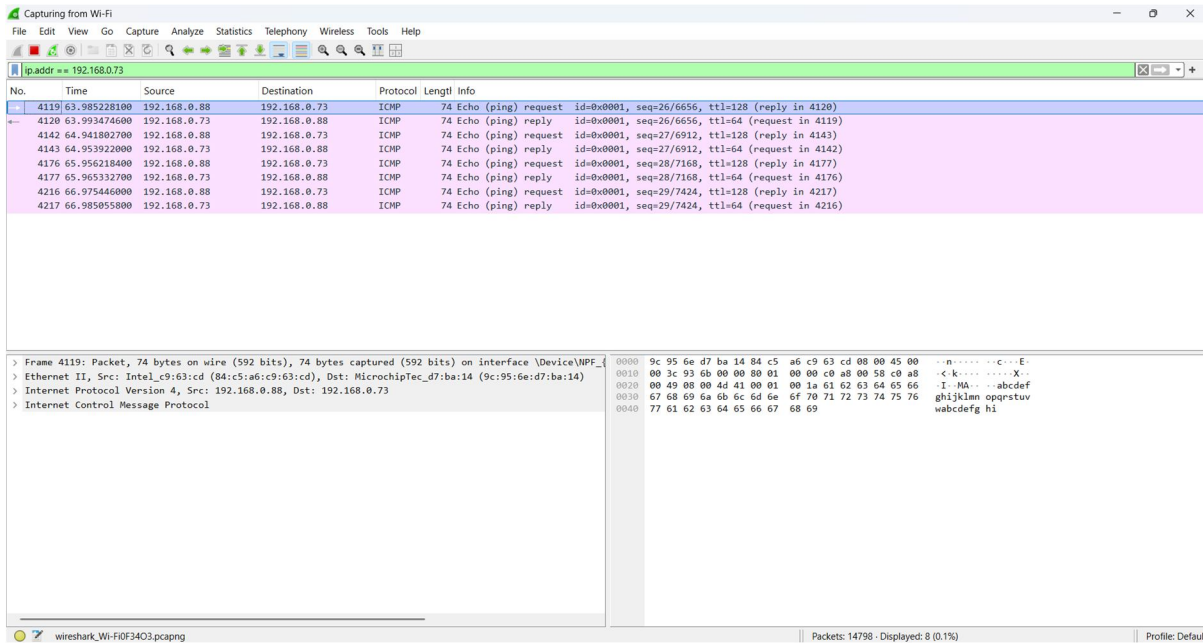 Capturing from Wi-Fi
File Edit View Go Capture Analyze Statistics Telephony Wireless Tools Help
ip.addr == 192.168.0.73
No. Time Source Destination Protocol Lengtl Info
4119 63.985228100 192.168.0.88 192.168.0.73 ICMP 74 Echo (ping) request id=0x0001, seq=26/6656, ttl=128 (reply in 4120)
4120 63.993474600 192.168.0.73 192.168.0.88 ICMP 74 Echo (ping) reply id=0x0001, seq=26/6656, ttl=64 (request in 4119)
4142 64.941802700 192.168.0.88 192.168.0.73 ICMP 74 Echo (ping) request id=0x0001, seq=27/6912, ttl=128 (reply in 4143)
4143 64.953922000 192.168.0.73 192.168.0.88 ICMP 74 Echo (ping) reply id=0x0001, seq=27/6912, ttl=64 (request in 4142)
4176 65.956218400 192.168.0.88 192.168.0.73 ICMP 74 Echo (ping) request id=0x0001, seq=28/7168, ttl=128 (reply in 4177)
4177 65.965332700 192.168.0.73 192.168.0.88 ICMP 74 Echo (ping) reply id=0x0001, seq=28/7168, ttl=64 (request in 4176)
4216 66.975446000 192.168.0.88 192.168.0.73 ICMP 74 Echo (ping) request id=0x0001, seq=29/7424, ttl=128 (reply in 4217)
4217 66.985055800 192.168.0.73 192.168.0.88 ICMP 74 Echo (ping) reply id=0x0001, seq=29/7424, ttl=64 (request in 4216)
> Frame 4119: Packet, 74 bytes on wire (592 bits), 74 bytes captured (592 bits) on interface \Device\NPF_{
> Ethernet II, Src: Intel_c9:63:cd (84:c5:a6:c9:63:cd), Dst: MicrochipTec_d7:ba:14 (9c:95:6e:d7:ba:14)
> Internet Protocol Version 4, Src: 192.168.0.88, Dst: 192.168.0.73
> Internet Control Message Protocol
0000 9c 95 6e d7 ba 14 84 c5 a6 c9 63 cd 08 00 45 00 ··n····· ··c···E·
0010 00 3c 93 6b 00 00 80 01 00 00 c0 a8 00 58 c0 a8 ·<·k···· ·····X··
0020 00 49 08 00 4d 41 00 01 00 1a 61 62 63 64 65 66 ·I··MA·· ··abcdef
0030 67 68 69 6a 6b 6c 6d 6e 6f 70 71 72 73 74 75 76 ghijklmn opqrstuv
0040 77 61 62 63 64 65 66 67 68 69 wabcdefg hi
wireshark_Wi-Fi0F34O3.pcapng Packets: 14798 · Displayed: 8 (0.1%) Profile: Defau